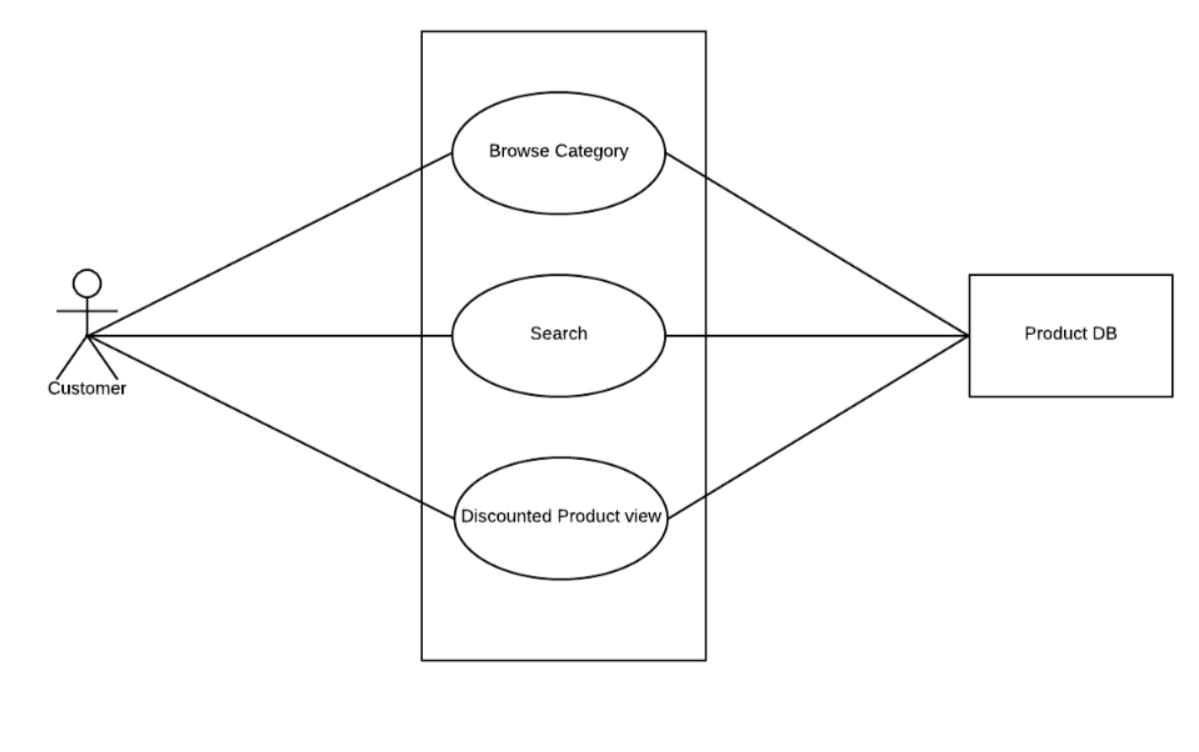 Browse Category
Search
Product DB
Customer
Discounted Product view